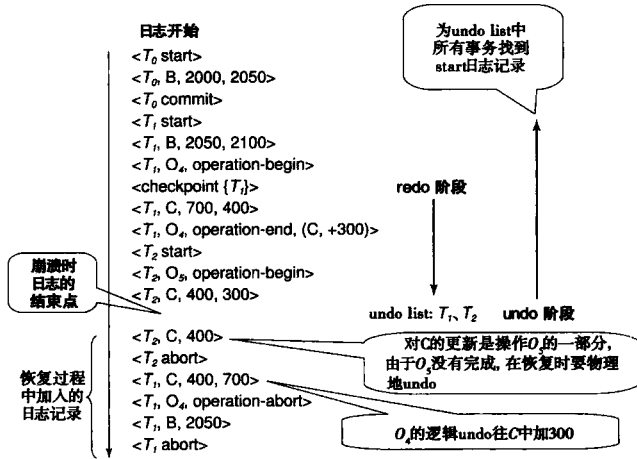 日志开始
<T₀ start>
<T₀, B, 2000, 2050>
<T₀ commit>
<T₁ start>
<T₁, B, 2050, 2100>
<T₁, O₄, operation-begin>
<checkpoint {T₁}>
<T₁, C, 700, 400>
<T₁, O₄, operation-end, (C, +300)>
<T₂ start>
<T₂, O₅, operation-begin>
<T₂, C, 400, 300>
为undo list中
所有事务找到
start日志记录
redo 阶段
undo list: T₁、T₂
undo 阶段
崩溃时
日志的
结束点
恢复过程
中加入的
日志记录
<T₂, C, 400>
<T₂ abort>
<T₁, C, 400, 700>
<T₁, O₄, operation-abort>
<T₁, B, 2050>
<T₁ abort>
对C的更新是操作O₅的一部分,
由于O₅没有完成, 在恢复时要物理
地undo
O₄的逻辑undo往C中加300